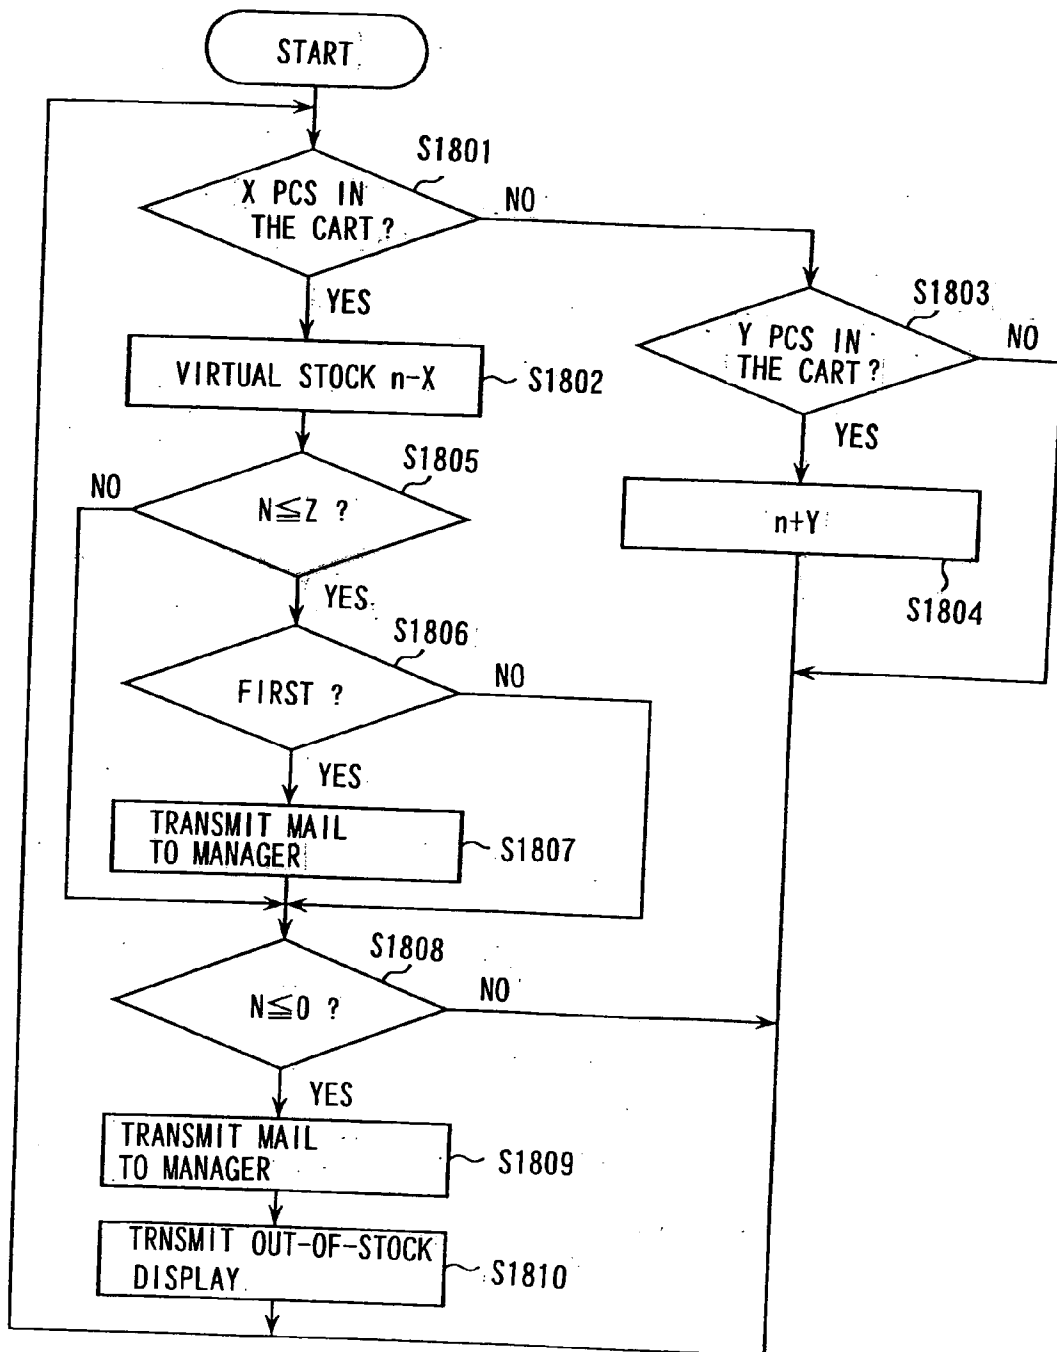 START
S1801
X PCS IN
THE CART?
NO
YES
S1803
Y PCS IN
THE CART?
NO
VIRTUAL STOCK n-X
S1802
YES
S1805
NO
N≦Z ?
n+Y
YES
S1804
S1806
FIRST ?
NO
YES
TRANSMIT MAIL
TO MANAGER
S1807
S1808
N≦0 ?
NO
YES
TRANSMIT MAIL
TO MANAGER
S1809
TRNSMIT OUT-OF-STOCK
DISPLAY
S1810